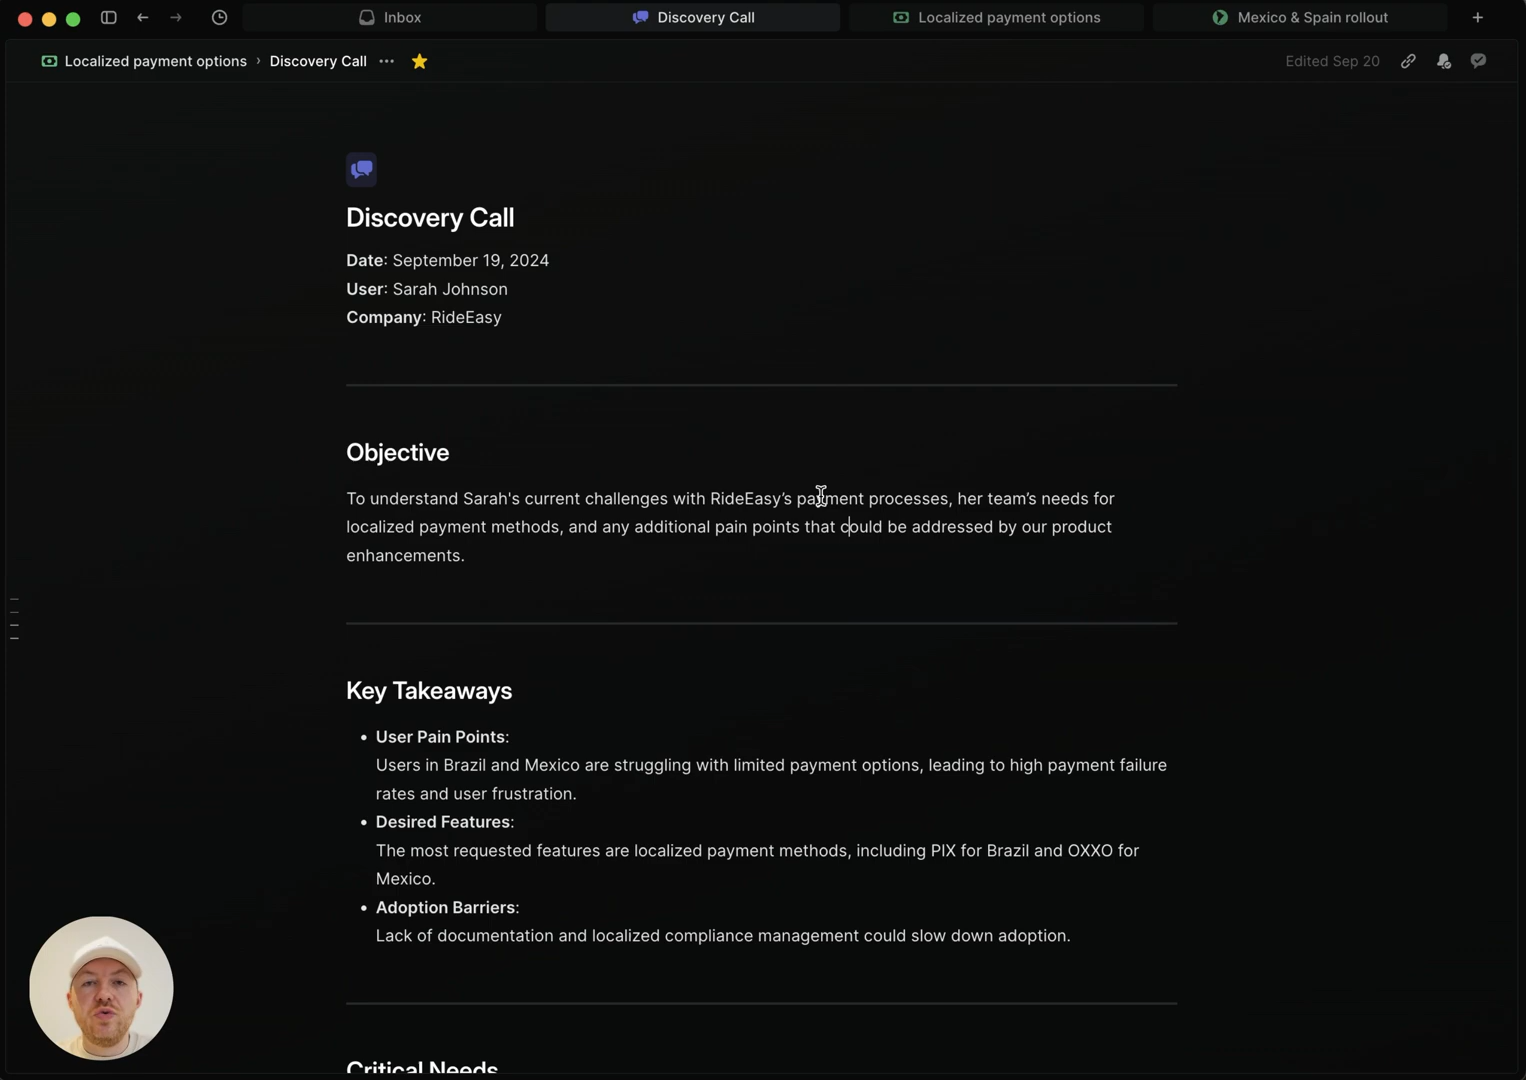 Inbox
Discovery Call
Localized payment options
Mexico & Spain rollout
Localized payment options › Discovery Call
Edited Sep 20
Discovery Call
Date: September 19, 2024
User: Sarah Johnson
Company: RideEasy
Objective
To understand Sarah's current challenges with RideEasy’s payment processes, her team’s needs for
localized payment methods, and any additional pain points that could be addressed by our product
enhancements.
Key Takeaways
• User Pain Points:
Users in Brazil and Mexico are struggling with limited payment options, leading to high payment failure
rates and user frustration.
• Desired Features:
The most requested features are localized payment methods, including PIX for Brazil and OXXO for
Mexico.
• Adoption Barriers:
Lack of documentation and localized compliance management could slow down adoption.
Critical Needs